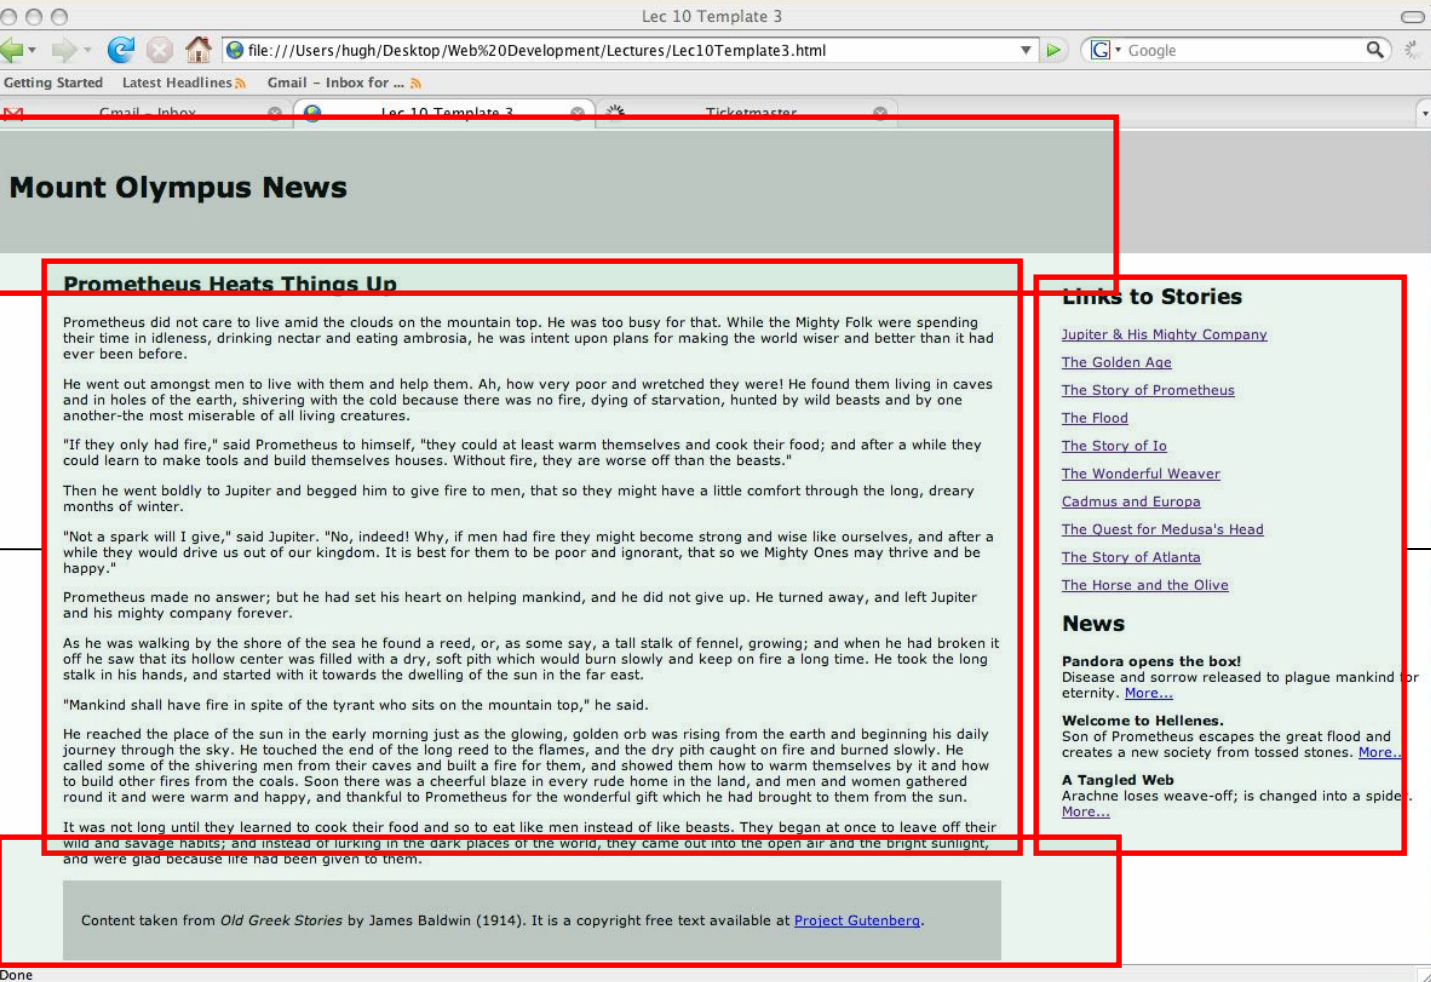 Lec 10 Template 3
file:///Users/hugh/Desktop/Web%20Development/Lectures/Lec10Template3.html
G Google
Getting Started Latest Headlines Gmail – Inbox for ...
Gmail – Inbox Lec 10 Template 3 Ticketmaster
Mount Olympus News
Prometheus Heats Things Up
Prometheus did not care to live amid the clouds on the mountain top. He was too busy for that. While the Mighty Folk were spending
their time in idleness, drinking nectar and eating ambrosia, he was intent upon plans for making the world wiser and better than it had
ever been before.
He went out amongst men to live with them and help them. Ah, how very poor and wretched they were! He found them living in caves
and in holes of the earth, shivering with the cold because there was no fire, dying of starvation, hunted by wild beasts and by one
another-the most miserable of all living creatures.
"If they only had fire," said Prometheus to himself, "they could at least warm themselves and cook their food; and after a while they
could learn to make tools and build themselves houses. Without fire, they are worse off than the beasts."
Then he went boldly to Jupiter and begged him to give fire to men, that so they might have a little comfort through the long, dreary
months of winter.
"Not a spark will I give," said Jupiter. "No, indeed! Why, if men had fire they might become strong and wise like ourselves, and after a
while they would drive us out of our kingdom. It is best for them to be poor and ignorant, that so we Mighty Ones may thrive and be
happy."
Prometheus made no answer; but he had set his heart on helping mankind, and he did not give up. He turned away, and left Jupiter
and his mighty company forever.
As he was walking by the shore of the sea he found a reed, or, as some say, a tall stalk of fennel, growing; and when he had broken it
off he saw that its hollow center was filled with a dry, soft pith which would burn slowly and keep on fire a long time. He took the long
stalk in his hands, and started with it towards the dwelling of the sun in the far east.
"Mankind shall have fire in spite of the tyrant who sits on the mountain top," he said.
He reached the place of the sun in the early morning just as the glowing, golden orb was rising from the earth and beginning his daily
journey through the sky. He touched the end of the long reed to the flames, and the dry pith caught on fire and burned slowly. He
called some of the shivering men from their caves and built a fire for them, and showed them how to warm themselves by it and how
to build other fires from the coals. Soon there was a cheerful blaze in every rude home in the land, and men and women gathered
round it and were warm and happy, and thankful to Prometheus for the wonderful gift which he had brought to them from the sun.
It was not long until they learned to cook their food and so to eat like men instead of like beasts. They began at once to leave off their
wild and savage habits; and instead of lurking in the dark places of the world, they came out into the open air and the bright sunlight,
and were glad because life had been given to them.
Content taken from Old Greek Stories by James Baldwin (1914). It is a copyright free text available at Project Gutenberg.
Links to Stories
Jupiter & His Mighty Company
The Golden Age
The Story of Prometheus
The Flood
The Story of Io
The Wonderful Weaver
Cadmus and Europa
The Quest for Medusa's Head
The Story of Atlanta
The Horse and the Olive
News
Pandora opens the box!
Disease and sorrow released to plague mankind for
eternity. More...
Welcome to Hellenes.
Son of Prometheus escapes the great flood and
creates a new society from tossed stones. More..
A Tangled Web
Arachne loses weave-off; is changed into a spider.
More...
Done